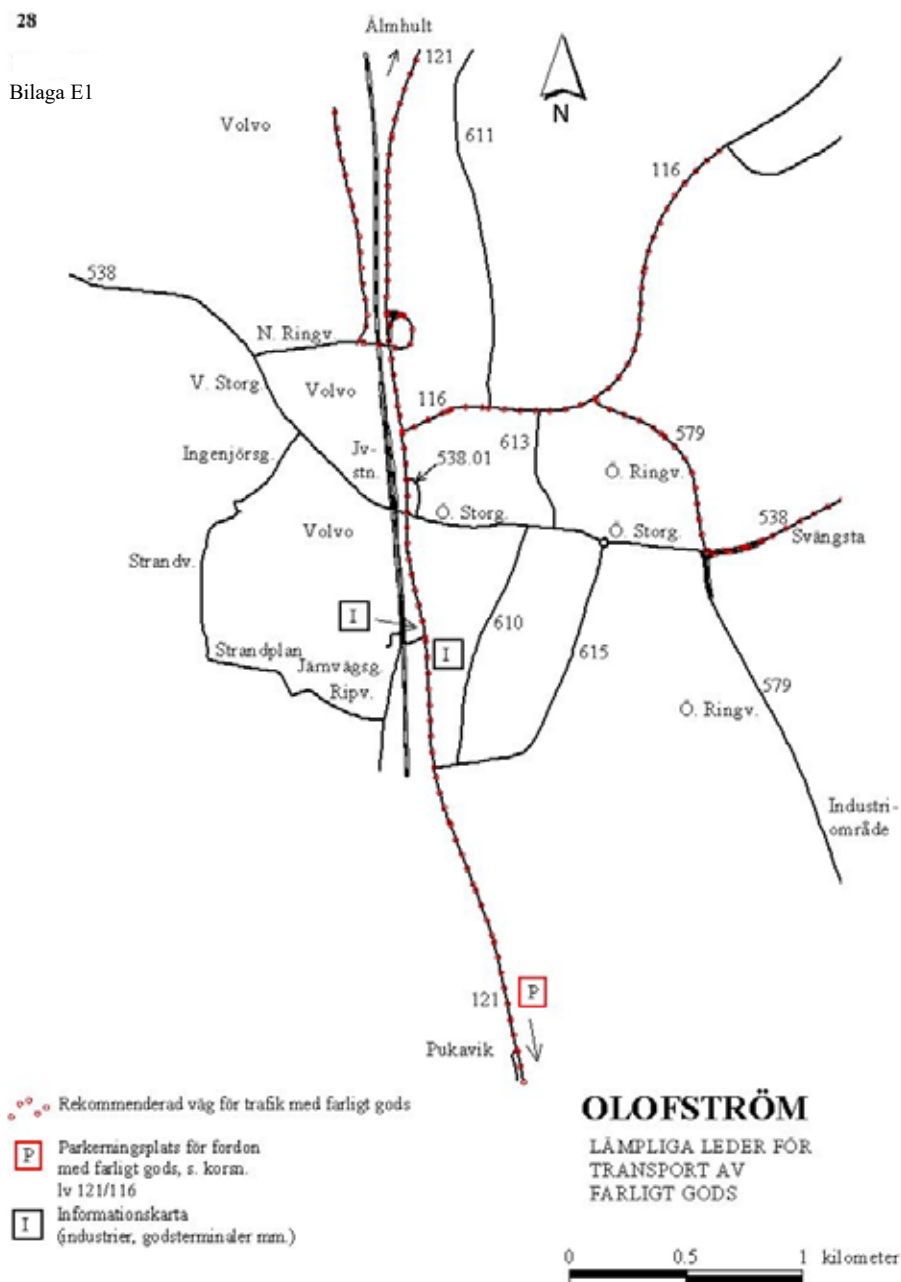 28
Bilaga E1
Älmhult
121
Volvo
N
611
116
538
N. Ringv.
V. Storg.
Volvo
116
Ingenjörsg.
Jv-
stn.
538.01
613
579
Ö. Ringv.
Ö. Storg.
Ö. Storg.
538
Svängsta
Volvo
Strandv.
I
610
615
I
Strandplan
Järnvägsg.
Ripv.
579
Ö. Ringv.
Industri-
område
121
P
Pukavik
Rekommenderad väg för trafik med farligt gods
P
Parkerningsplats för fordon
med farligt gods, s. korsn.
lv 121/116
I
Informationskarta
(industrier, godsterminaler mm.)
OLOFSTRÖM
LÄMPLIGA LEDER FÖR
TRANSPORT AV
FARLIGT GODS
0 0.5 1 kilometer